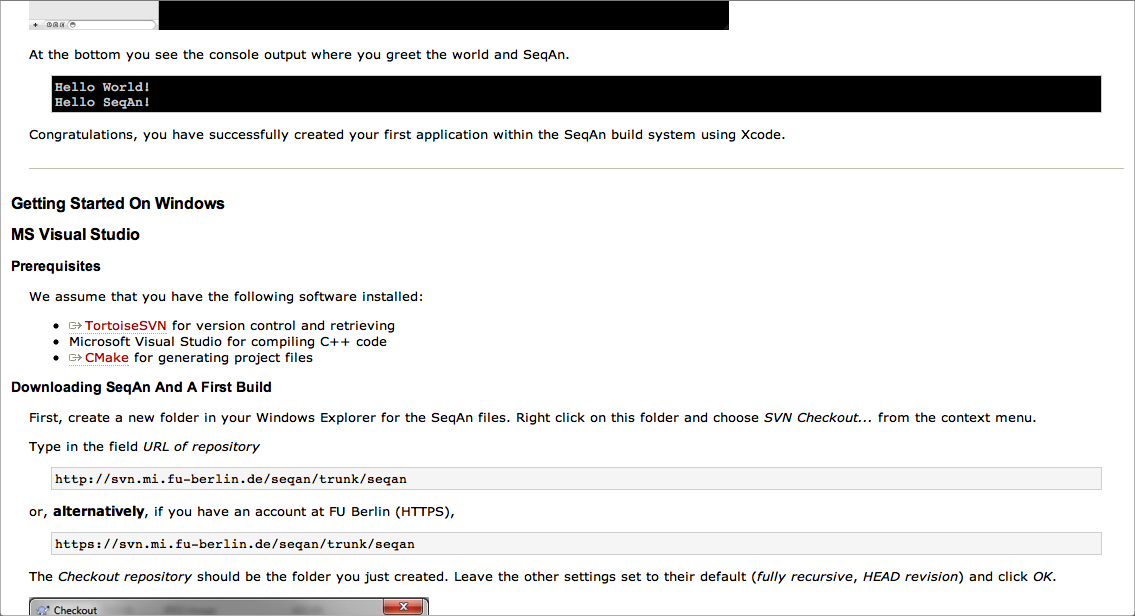 At the bottom you see the console output where you greet the world and SeqAn.
Hello World!
Hello SeqAn!
Congratulations, you have successfully created your first application within the SeqAn build system using Xcode.
Getting Started On Windows
MS Visual Studio
Prerequisites
We assume that you have the following software installed:
• TortoiseSVN for version control and retrieving
• Microsoft Visual Studio for compiling C++ code
• CMake for generating project files
Downloading SeqAn And A First Build
First, create a new folder in your Windows Explorer for the SeqAn files. Right click on this folder and choose SVN Checkout... from the context menu.
Type in the field URL of repository
http://svn.mi.fu-berlin.de/seqan/trunk/seqan
or, alternatively, if you have an account at FU Berlin (HTTPS),
https://svn.mi.fu-berlin.de/seqan/trunk/seqan
The Checkout repository should be the folder you just created. Leave the other settings set to their default (fully recursive, HEAD revision) and click OK.
Checkout